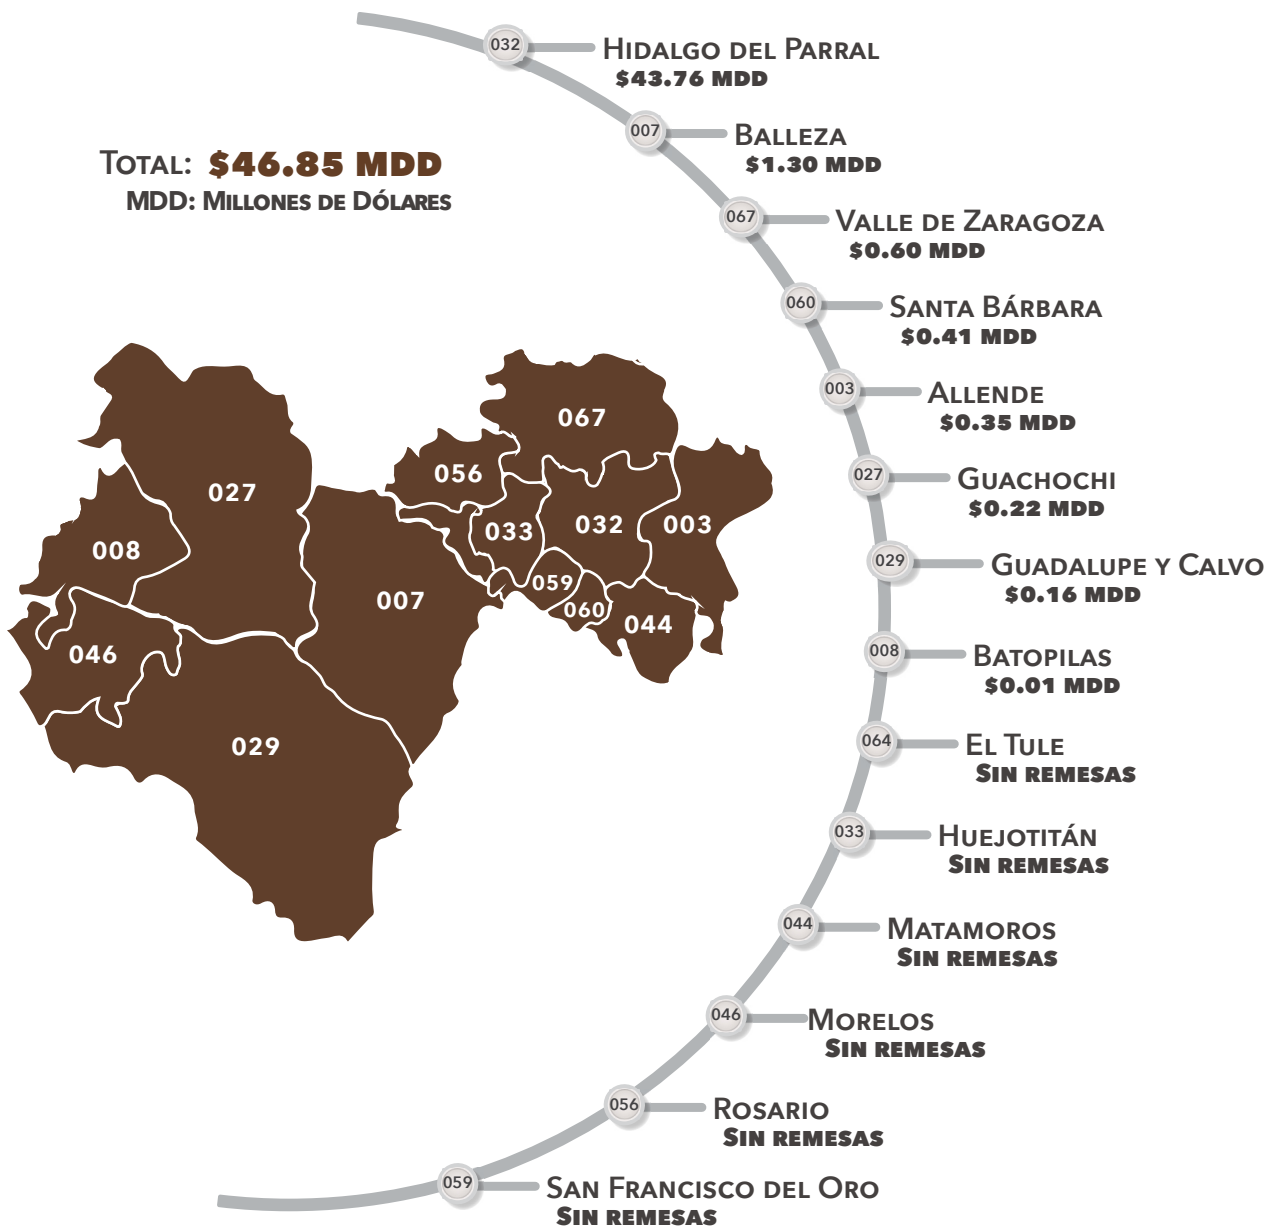 032
Hidalgo del Parral
$43.76 MDD
007
Balleza
$1.30 MDD
Total: $46.85 MDD
MDD: Millones de Dólares
067
Valle de Zaragoza
$0.60 MDD
060
Santa Bárbara
$0.41 MDD
003
Allende
$0.35 MDD
027
Guachochi
$0.22 MDD
029
Guadalupe y Calvo
$0.16 MDD
008
Batopilas
$0.01 MDD
064
El Tule
Sin remesas
033
Huejotitán
Sin remesas
044
Matamoros
Sin remesas
046
Morelos
Sin remesas
056
Rosario
Sin remesas
059
San Francisco del Oro
Sin remesas
067
056
027
033
032
003
008
059
007
060
044
046
029